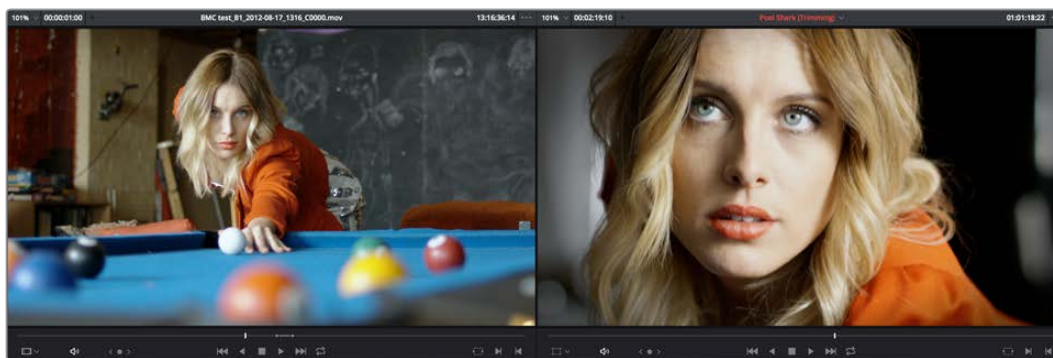 101% 00:00:01:00 BMC test_B1_2012-08-17_1316_C0000.mov 13:16:36:14
101% 00:02:19:10 Pool Shark (Trimming) 01:01:18:22